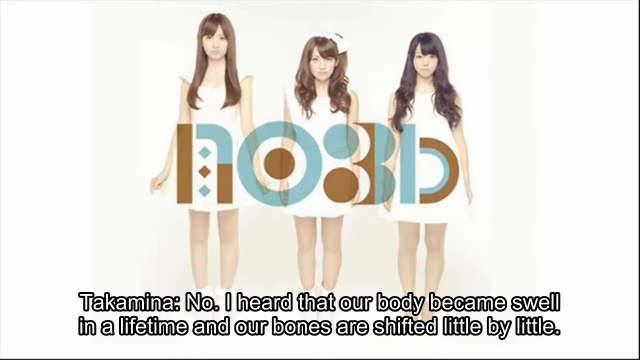 no3b
Takamina: No. I heard that our body became swell
in a lifetime and our bones are shifted little by little.